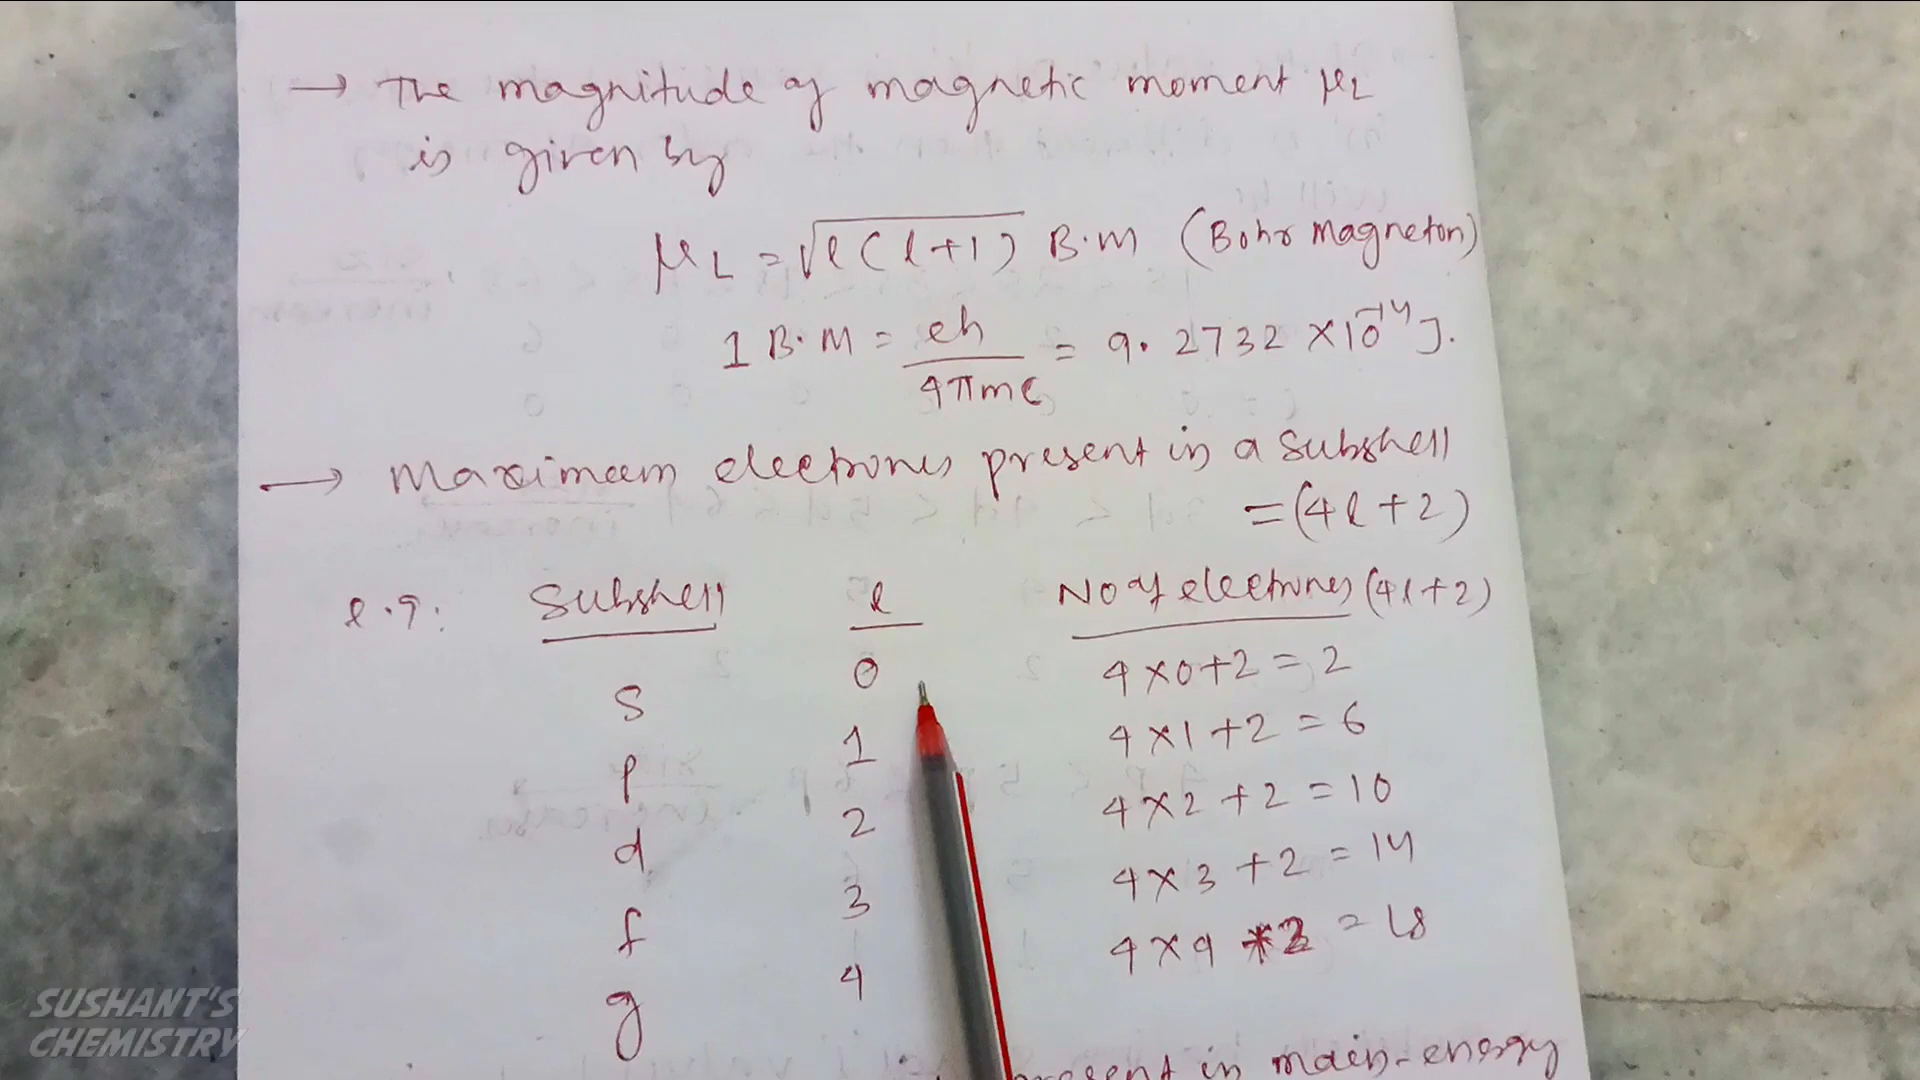 → The magnitude of magnetic moment μL
is given by
μL = √l(l+1) B.M (Bohr Magneton)
1 B.M = eh/4πmc = 9.2732 × 10⁻¹⁴ J.
→ Maximum electrones present in a subshell
= (4l+2)
e.g: Subshell l No of electrones (4l+2)
s 0 4×0+2 = 2
p 1 4×1+2 = 6
d 2 4×2+2 = 10
f 3 4×3+2 = 14
g 4 4×4+2 = 18
present in main-energy
SUSHANT'S
CHEMISTRY